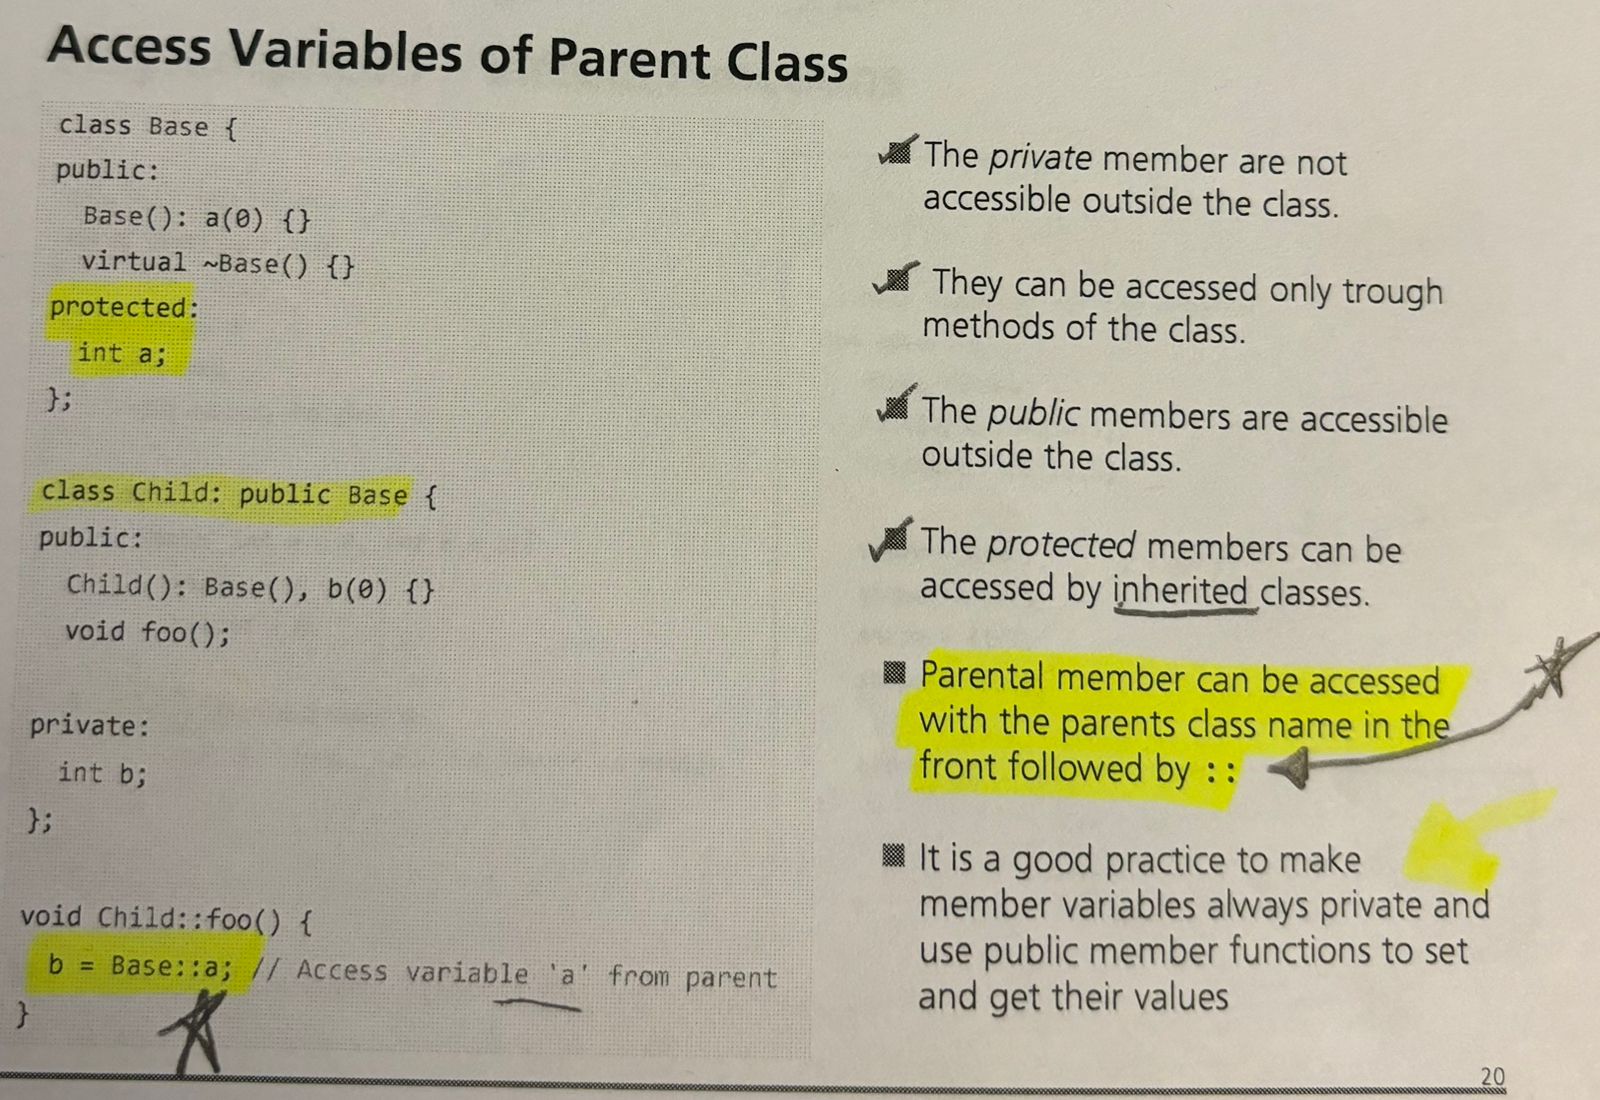 Access Variables of Parent Class
class Base {
public:
Base(): a(0) {}
virtual ~Base() {}
protected:
int a;
};
class Child: public Base {
public:
Child(): Base(), b(0) {}
void foo();
private:
int b;
};
void Child::foo() {
b = Base::a; // Access variable 'a' from parent
}
The private member are not
accessible outside the class.
They can be accessed only trough
methods of the class.
The public members are accessible
outside the class.
The protected members can be
accessed by inherited classes.
Parental member can be accessed
with the parents class name in the
front followed by ::
It is a good practice to make
member variables always private and
use public member functions to set
and get their values
20